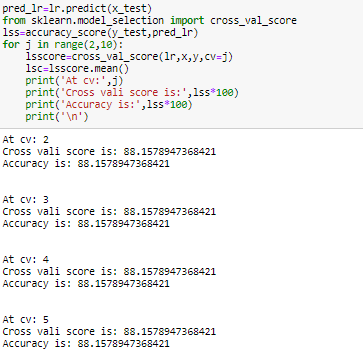 pred_lr=lr.predict(x_test)
from sklearn.model_selection import cross_val_score
lss=accuracy_score(y_test,pred_lr)
for j in range(2,10):
    lsscore=cross_val_score(lr,x,y,cv=j)
    lsc=lsscore.mean()
    print('At cv:',j)
    print('Cross vali score is:',lss*100)
    print('Accuracy is:',lss*100)
    print('\n')
At cv: 2
Cross vali score is: 88.1578947368421
Accuracy is: 88.1578947368421
At cv: 3
Cross vali score is: 88.1578947368421
Accuracy is: 88.1578947368421
At cv: 4
Cross vali score is: 88.1578947368421
Accuracy is: 88.1578947368421
At cv: 5
Cross vali score is: 88.1578947368421
Accuracy is: 88.1578947368421